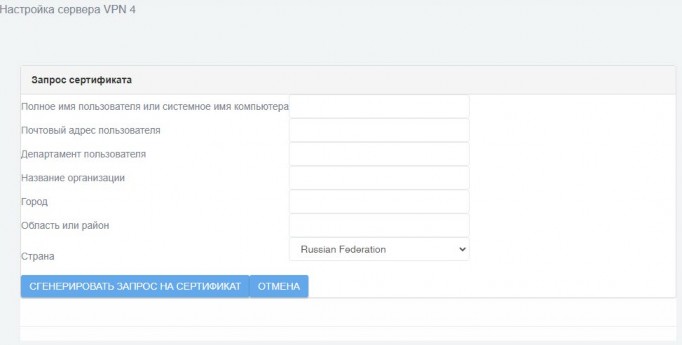 Настройка сервера VPN 4
Запрос сертификата
Полное имя пользователя или системное имя компьютера
Почтовый адрес пользователя
Департамент пользователя
Название организации
Город
Область или район
Страна Russian Federation
СГЕНЕРИРОВАТЬ ЗАПРОС НА СЕРТИФИКАТ ОТМЕНА